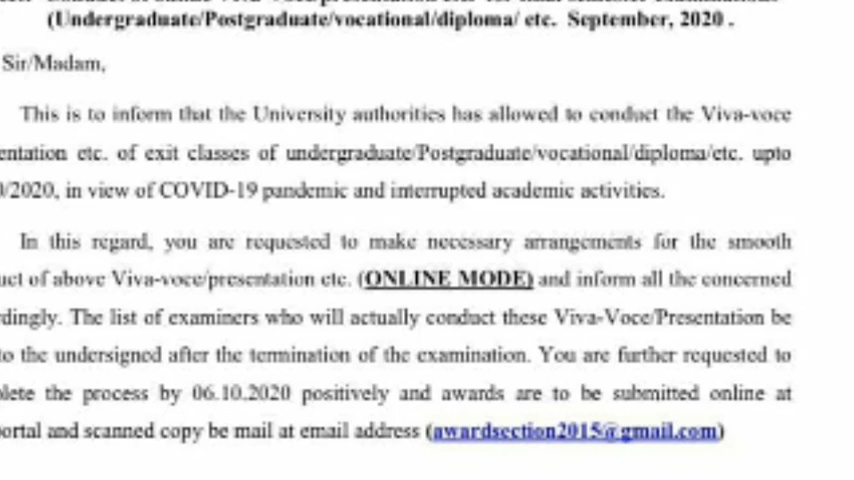 (Undergraduate/Postgraduate/vocational/diploma/ etc. September, 2020 .
Sir/Madam,
This is to inform that the University authorities has allowed to conduct the Viva-voce
entation etc. of exit classes of undergraduate/Postgraduate/vocational/diploma/etc. upto
/2020, in view of COVID-19 pandemic and interrupted academic activities.
In this regard, you are requested to make necessary arrangements for the smooth
uct of above Viva-voce/presentation etc. (ONLINE MODE) and inform all the concerned
rdingly. The list of examiners who will actually conduct these Viva-Voce/Presentation be
to the undersigned after the termination of the examination. You are further requested to
plete the process by 06.10.2020 positively and awards are to be submitted online at
portal and scanned copy be mail at email address (awardsection2015@gmail.com)